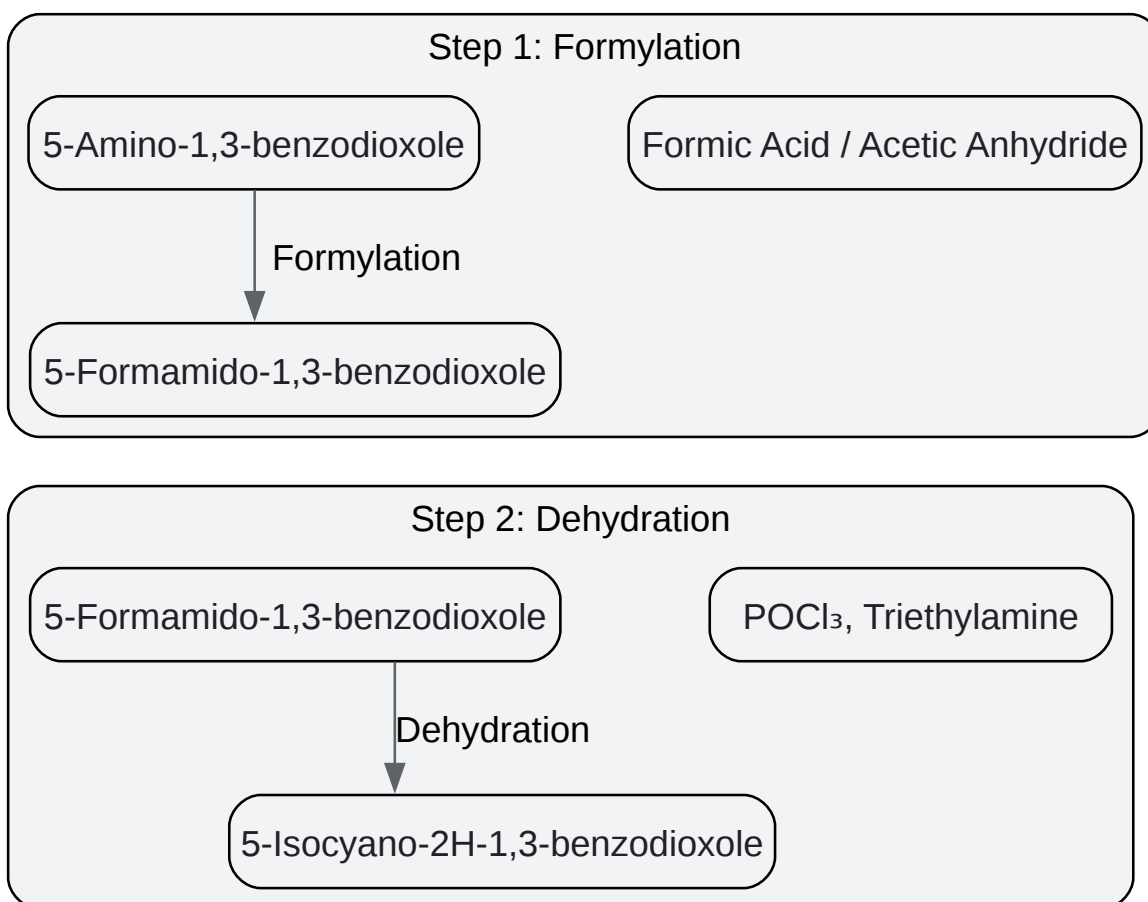 Step 1: Formylation
5-Amino-1,3-benzodioxole
Formic Acid / Acetic Anhydride
Formylation
5-Formamido-1,3-benzodioxole
Step 2: Dehydration
5-Formamido-1,3-benzodioxole
POCl₃, Triethylamine
Dehydration
5-Isocyano-2H-1,3-benzodioxole